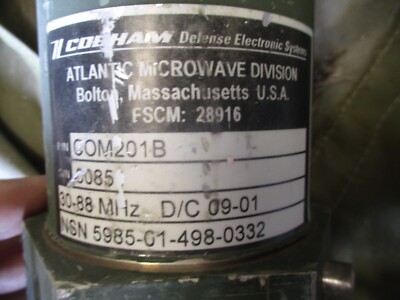 COBHAM Defense Electronic Systems
ATLANTIC MICROWAVE DIVISION
Bolton, Massachusetts U.S.A.
FSCM: 28916
P/N COM201B
S/N 3085
30-88 MHz D/C 09-01
NSN 5985-01-498-0332